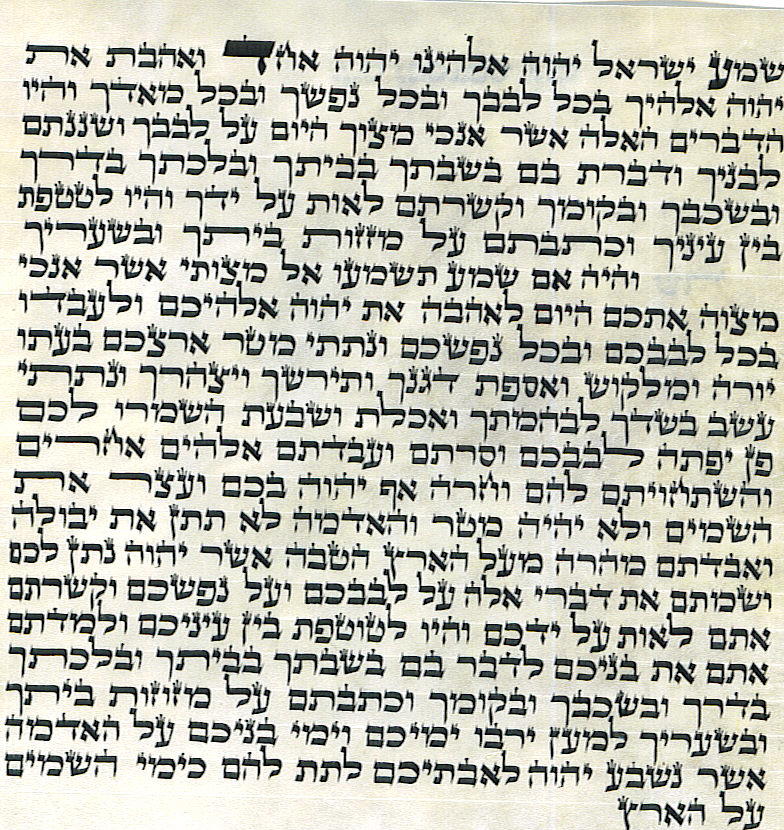 שמע ישראל יהוה אלהינו יהוה אחד ואהבת את
יהוה אלהיך בכל לבבך ובכל נפשך ובכל מאדך והיו
הדברים האלה אשר אנכי מצוך היום על לבבך ושננתם
לבניך ודברת בם בשבתך בביתך ובלכתך בדרך
ובשכבך ובקומך וקשרתם לאות על ידך והיו לטטפת
בין עיניך וכתבתם על מזזות ביתך ובשעריך
והיה אם שמע תשמעו אל מצותי אשר אנכי
מצוה אתכם היום לאהבה את יהוה אלהיכם ולעבדו
בכל לבבכם ובכל נפשכם ונתתי מטר ארצכם בעתו
יורה ומלקוש ואספת דגנך ותירשך ויצהרך ונתתי
עשב בשדך לבהמתך ואכלת ושבעת השמרו לכם
פן יפתה לבבכם וסרתם ועבדתם אלהים אחרים
והשתחויתם להם וחרה אף יהוה בכם ועצר את
השמים ולא יהיה מטר והאדמה לא תתן את יבולה
ואבדתם מהרה מעל הארץ הטבה אשר יהוה נתן לכם
ושמתם את דברי אלה על לבבכם ועל נפשכם וקשרתם
אתם לאות על ידכם והיו לטוטפת בין עיניכם ולמדתם
אתם את בניכם לדבר בם בשבתך בביתך ובלכתך
בדרך ובשכבך ובקומך וכתבתם על מזוזות ביתך
ובשעריך למען ירבו ימיכם וימי בניכם על האדמה
אשר נשבע יהוה לאבתיכם לתת להם כימי השמים
על הארץ